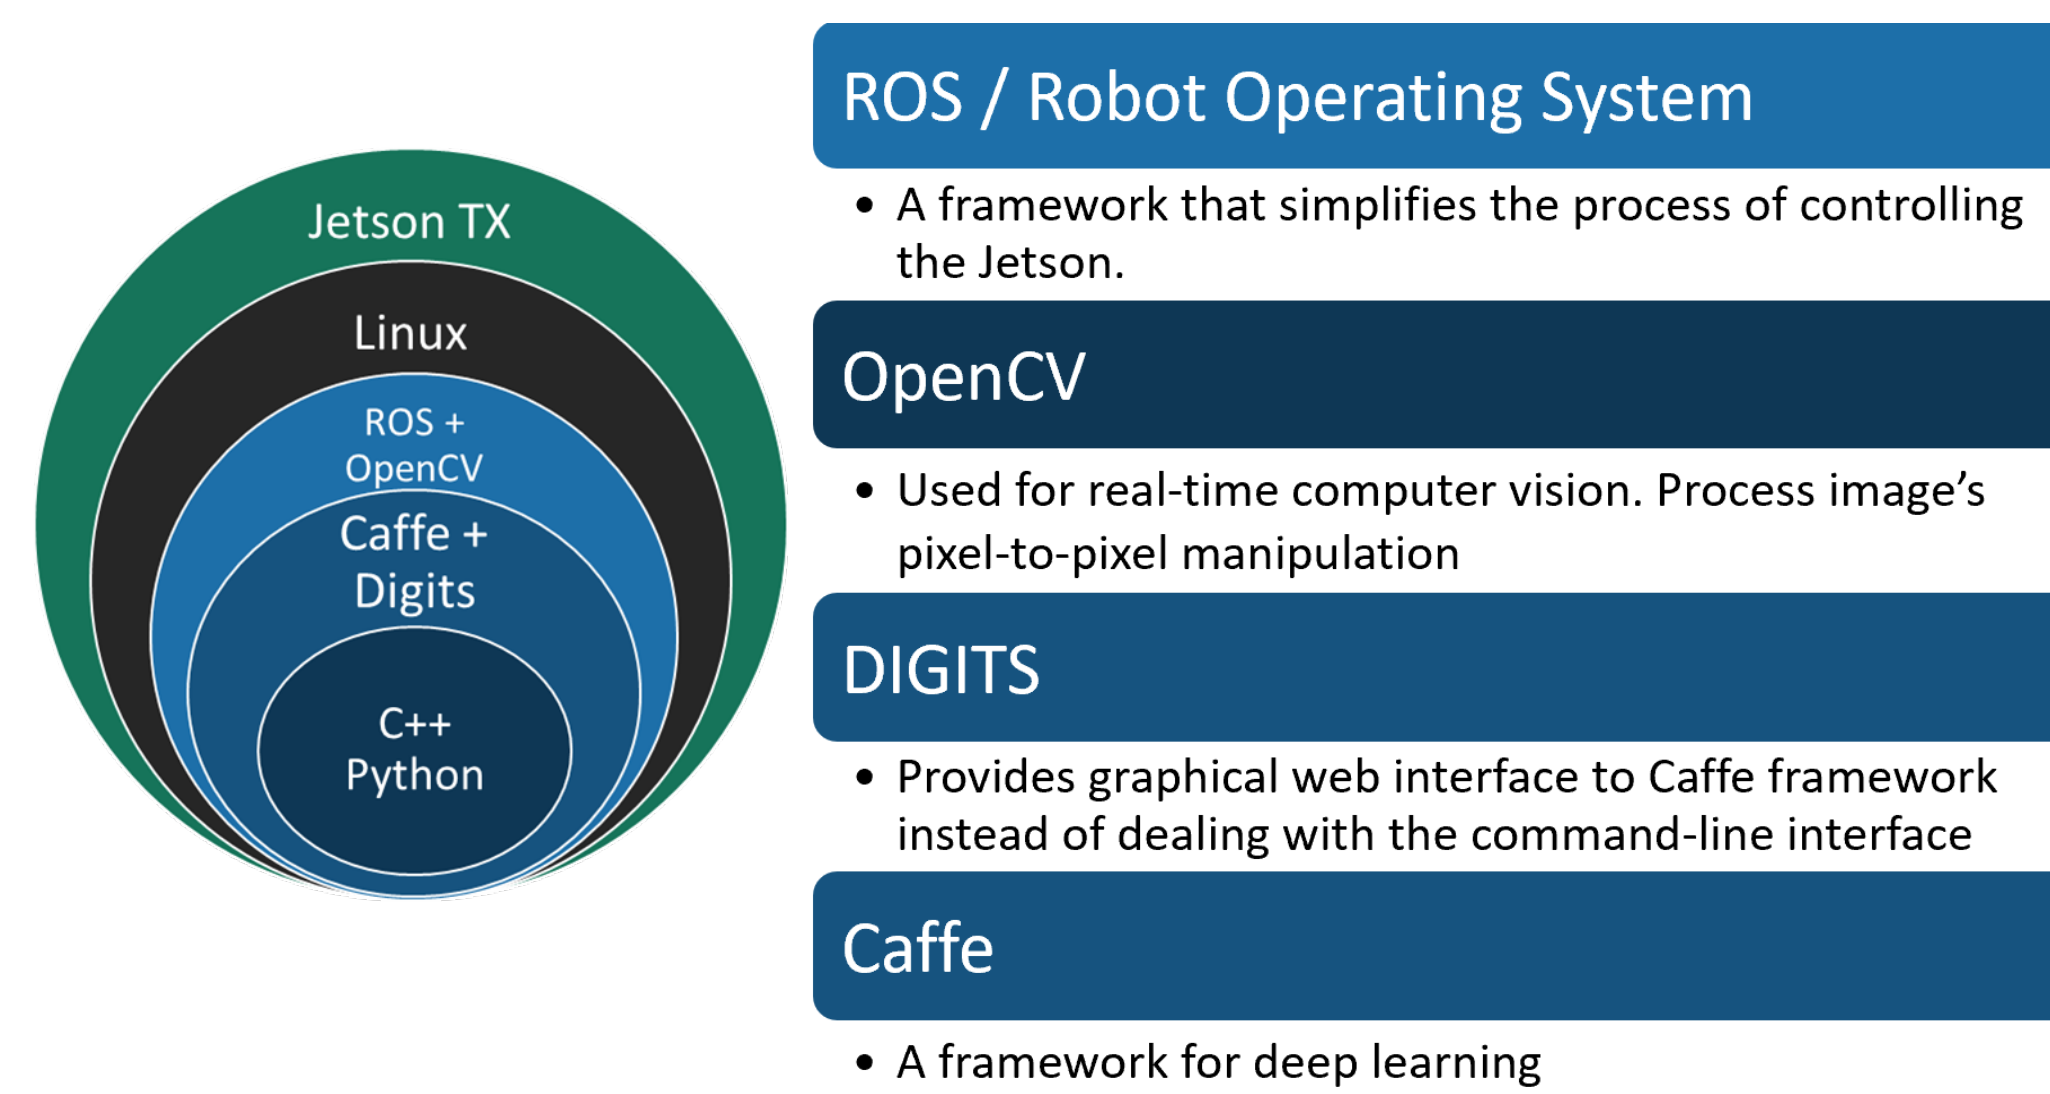 Jetson TX
Linux
ROS +
OpenCV
Caffe +
Digits
C++
Python
ROS / Robot Operating System
• A framework that simplifies the process of controlling
the Jetson.
OpenCV
• Used for real-time computer vision. Process image’s
pixel-to-pixel manipulation
DIGITS
• Provides graphical web interface to Caffe framework
instead of dealing with the command-line interface
Caffe
• A framework for deep learning